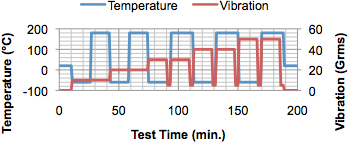 Temperature Vibration
200 60
100 40
0 20
-100 0
0 50 100 150 200
Test Time (min.)
Temperature (°C)
Vibration (Grms)